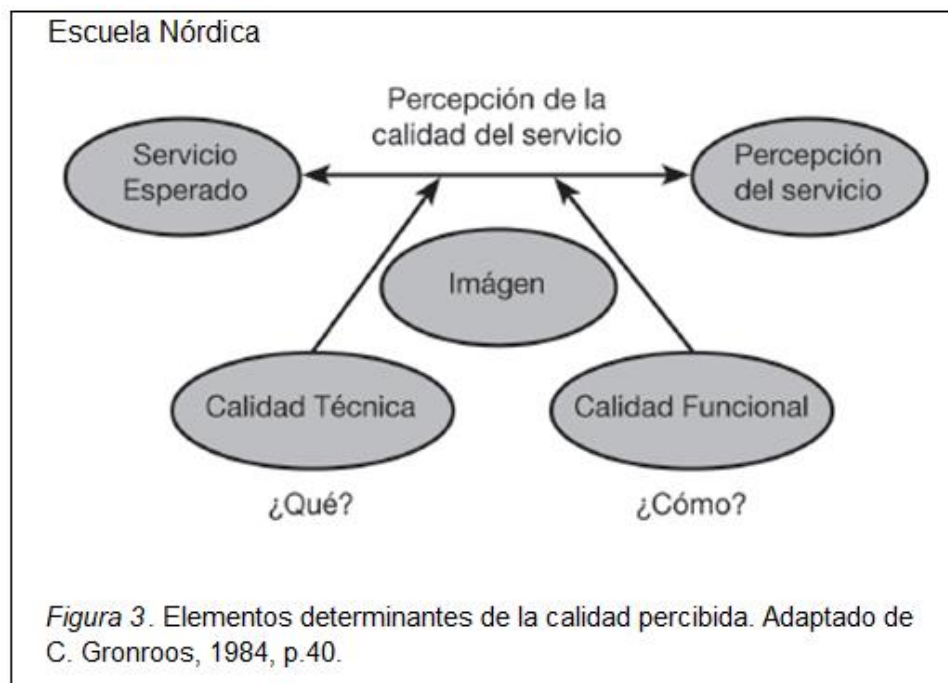 Escuela Nórdica
Percepción de la
calidad del servicio
Servicio
Esperado
Percepción
del servicio
Imágen
Calidad Técnica
Calidad Funcional
¿Qué?
¿Cómo?
Figura 3. Elementos determinantes de la calidad percibida. Adaptado de
C. Gronroos, 1984, p.40.